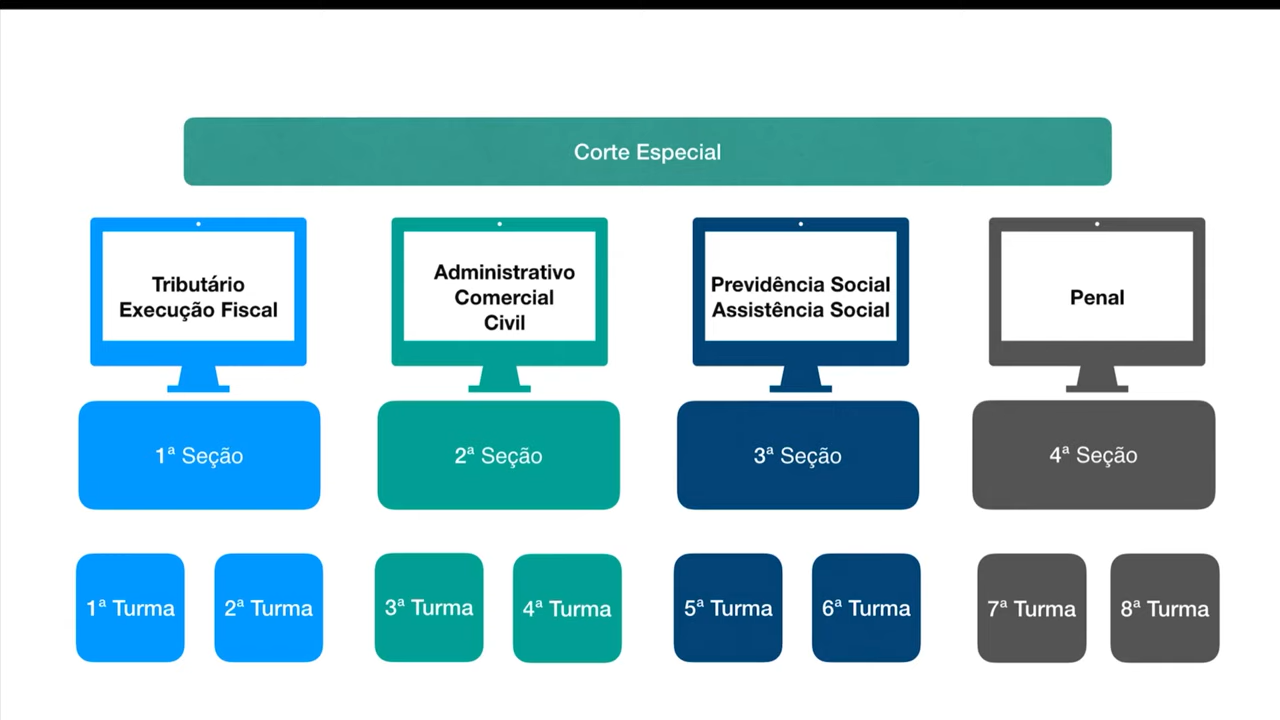 Corte Especial
Tributário
Execução Fiscal
Administrativo
Comercial
Civil
Previdência Social
Assistência Social
Penal
1ª Seção
2ª Seção
3ª Seção
4ª Seção
1ª Turma
2ª Turma
3ª Turma
4ª Turma
5ª Turma
6ª Turma
7ª Turma
8ª Turma